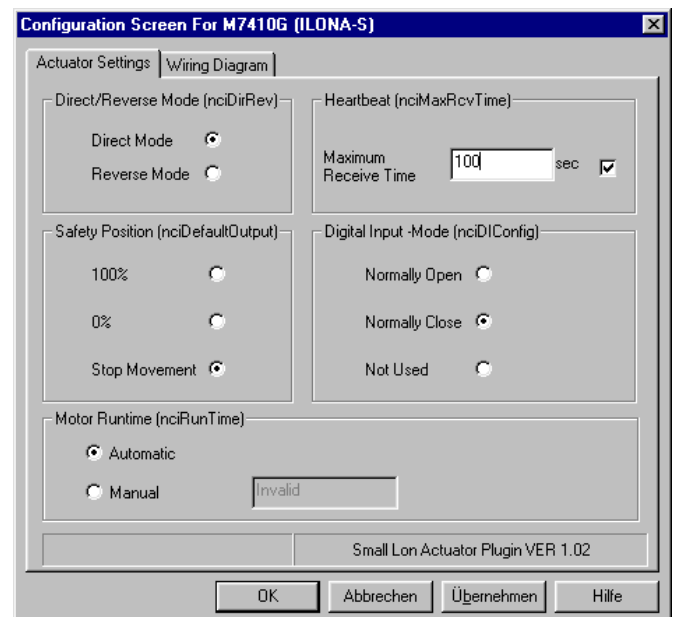 Configuration Screen For M7410G (ILONA-S)
Actuator Settings
Wiring Diagram
Direct/Reverse Mode (nciDirRev)
Direct Mode
Reverse Mode
Heartbeat (nciMaxRcvTime)
Maximum
Receive Time
100
sec
Safety Position (nciDefaultOutput)
100%
0%
Stop Movement
Digital Input -Mode (nciDIConfig)
Normally Open
Normally Close
Not Used
Motor Runtime (nciRunTime)
Automatic
Manual
Invalid
Small Lon Actuator Plugin VER 1.02
OK
Abbrechen
Übernehmen
Hilfe